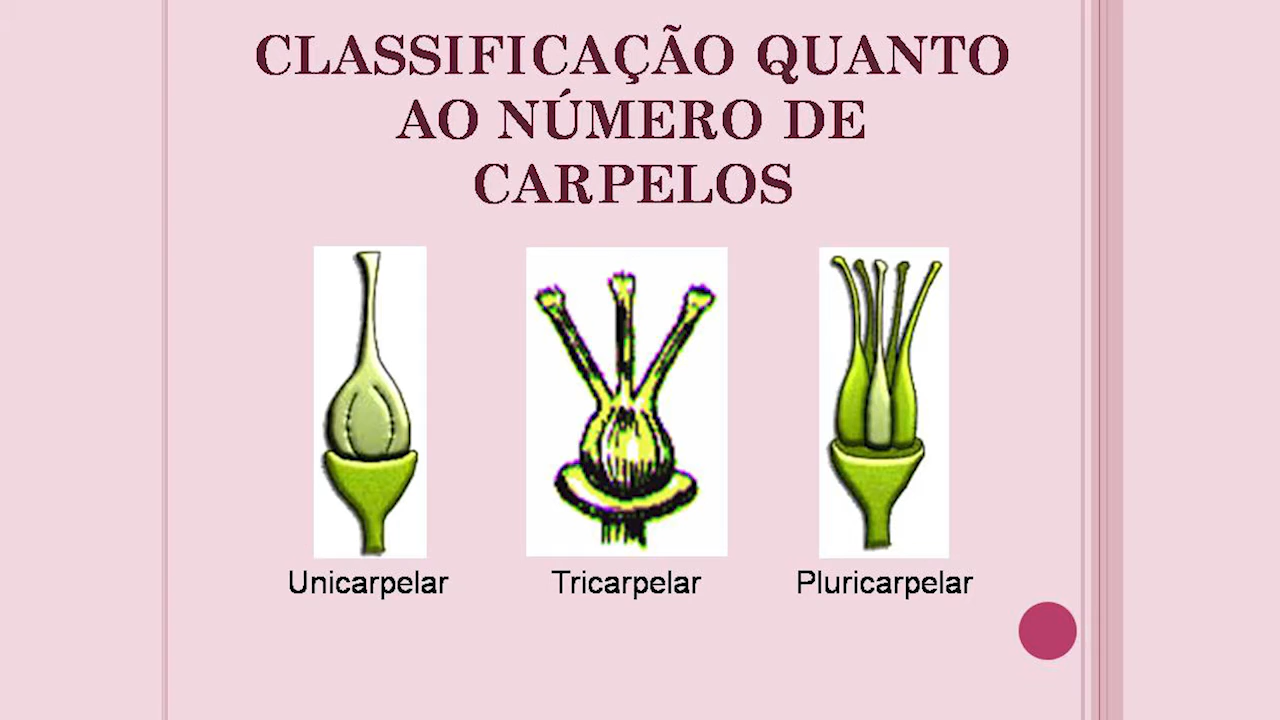 CLASSIFICAÇÃO QUANTO
AO NÚMERO DE
CARPELOS
Unicarpelar
Tricarpelar
Pluricarpelar